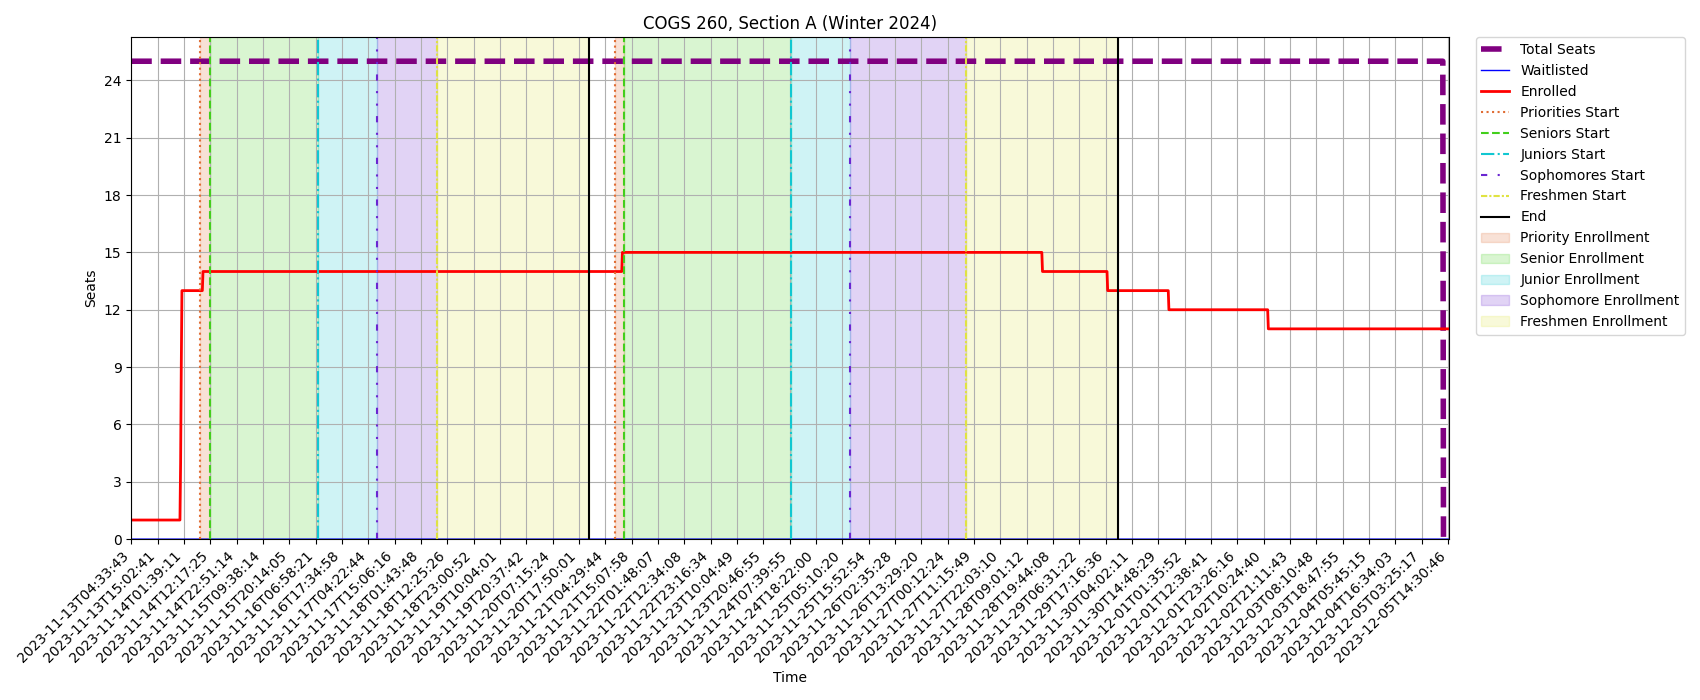 COGS 260, Section A (Winter 2024)
Total Seats
Waitlisted
Enrolled
Priorities Start
Seniors Start
Juniors Start
Sophomores Start
Freshmen Start
End
Priority Enrollment
Senior Enrollment
Junior Enrollment
Sophomore Enrollment
Freshmen Enrollment
Seats
24
21
18
15
12
9
6
3
0
2023-11-13T04:33:43
2023-11-13T15:02:41
2023-11-14T01:39:11
2023-11-14T12:17:25
2023-11-14T22:51:14
2023-11-15T09:38:14
2023-11-15T20:14:05
2023-11-16T06:58:21
2023-11-16T17:34:58
2023-11-17T04:22:44
2023-11-17T15:06:16
2023-11-18T01:43:48
2023-11-18T12:25:26
2023-11-18T23:00:52
2023-11-19T10:04:01
2023-11-19T20:37:42
2023-11-20T07:15:24
2023-11-20T17:50:01
2023-11-21T04:29:44
2023-11-21T15:07:58
2023-11-22T01:48:07
2023-11-22T12:34:08
2023-11-22T23:16:34
2023-11-23T10:04:49
2023-11-23T20:46:55
2023-11-24T07:39:55
2023-11-24T18:22:00
2023-11-25T05:10:20
2023-11-25T15:52:54
2023-11-26T02:35:28
2023-11-26T13:29:20
2023-11-27T00:12:24
2023-11-27T11:15:49
2023-11-27T22:03:10
2023-11-28T09:01:12
2023-11-28T19:44:08
2023-11-29T06:31:22
2023-11-29T17:16:36
2023-11-30T04:02:11
2023-11-30T14:48:29
2023-12-01T01:35:52
2023-12-01T12:38:41
2023-12-01T23:26:16
2023-12-02T10:24:40
2023-12-02T21:11:43
2023-12-03T08:10:48
2023-12-03T18:47:55
2023-12-04T05:45:15
2023-12-04T16:34:03
2023-12-05T03:25:17
2023-12-05T14:30:46
Time